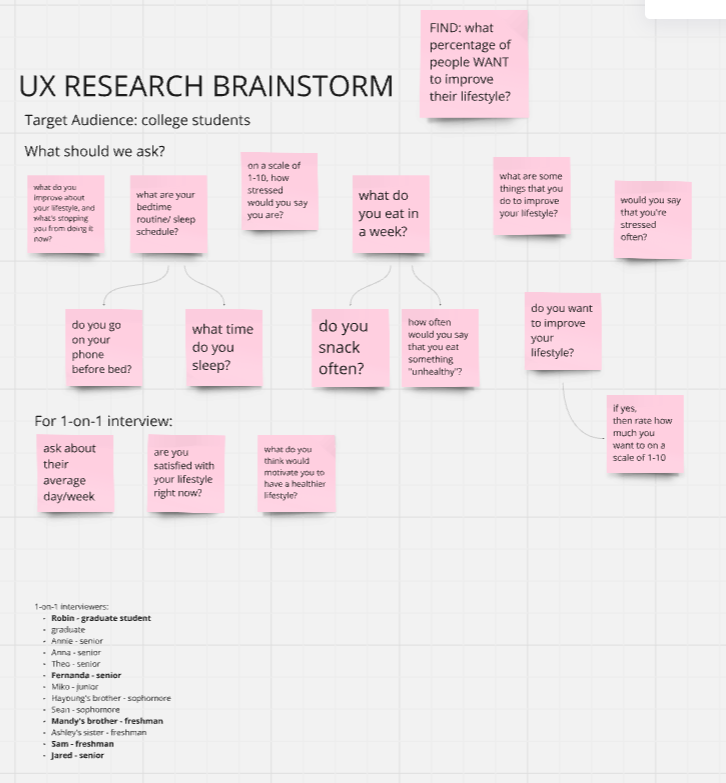 FIND: what
percentage of
people WANT
to improve
their lifestyle?
UX RESEARCH BRAINSTORM
Target Audience: college students
What should we ask?
what do you
improve about
your lifestyle, and
what's stopping
you from doing it
now?
what are your
bedtime
routine/ sleep
schedule?
on a scale of
1-10, how
stressed
would you say
you are?
what do
you eat in
a week?
what are some
things that you
do to improve
your lifestyle?
would you say
that you're
stressed
often?
do you go
on your
phone
before bed?
what time
do you
sleep?
do you
snack
often?
how often
would you say
that you eat
something
"unhealthy"?
do you want
to improve
your
lifestyle?
if yes,
then rate how
much you
want to on a
scale of 1-10
For 1-on-1 interview:
ask about
their
average
day/week
are you
satisfied with
your lifestyle
right now?
what do you
think would
motivate you to
have a healthier
lifestyle?
1-on-1 interviewers:
• Robin - graduate student
• graduate
• Annie - senior
• Anna - senior
• Theo - senior
• Fernanda - senior
• Miko - junior
• Hayoung's brother - sophomore
• Sean - sophomore
• Mandy's brother - freshman
• Ashley's sister - freshman
• Sam - freshman
• Jared - senior